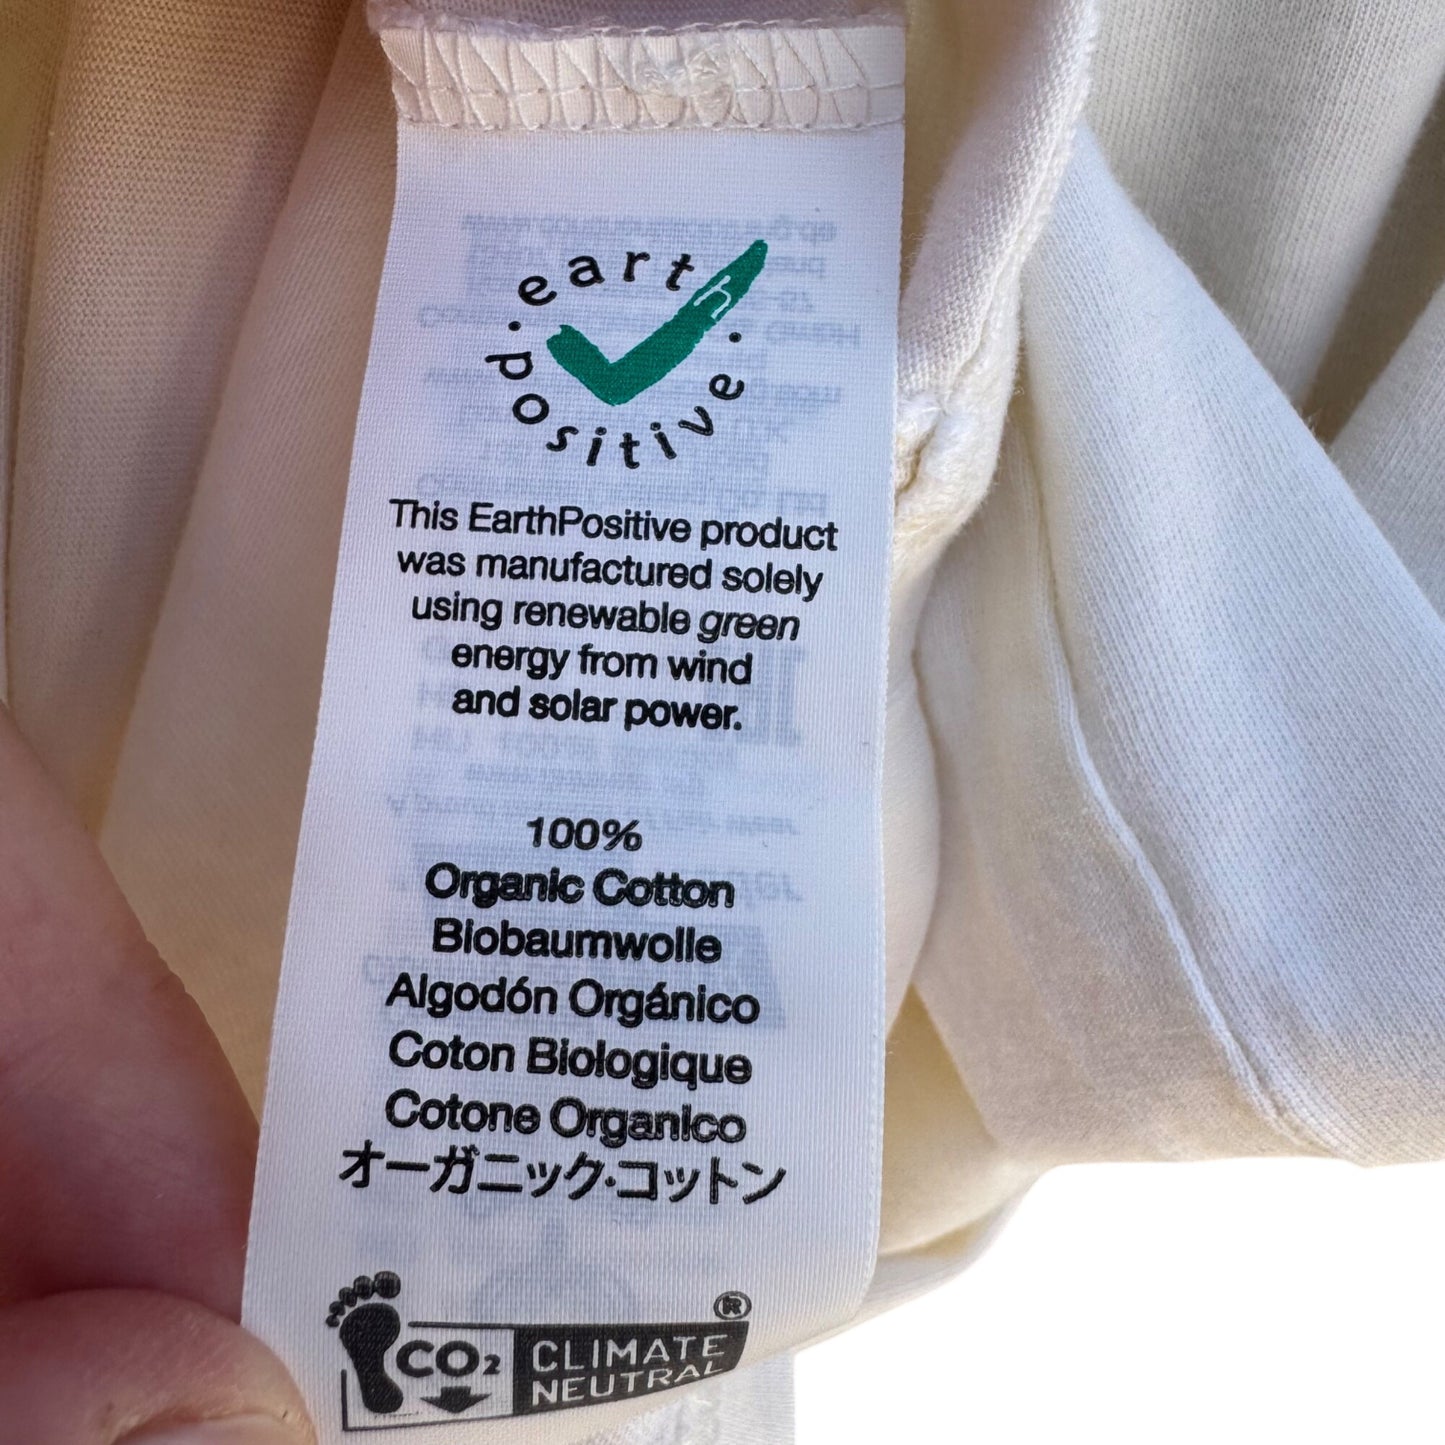 earth
·positive·
This EarthPositive product
was manufactured solely
using renewable green
energy from wind
and solar power.
100%
Organic Cotton
Biobaumwolle
Algodón Orgánico
Coton Biologique
Cotone Organico
オーガニック・コットン
CO₂ CLIMATE ®
NEUTRAL